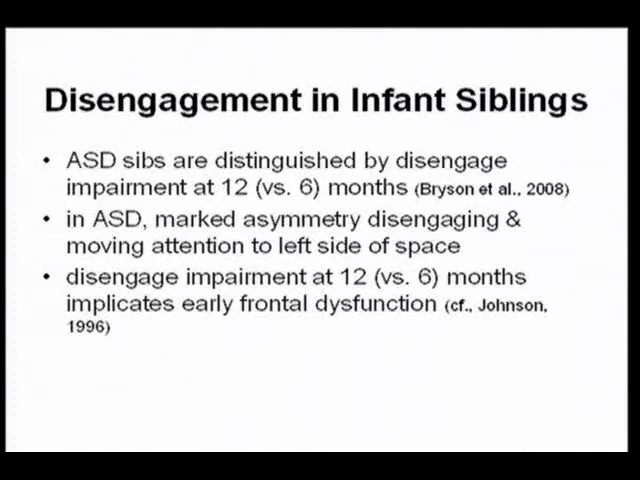 Disengagement in Infant Siblings
• ASD sibs are distinguished by disengage
impairment at 12 (vs. 6) months (Bryson et al., 2008)
• in ASD, marked asymmetry disengaging &
moving attention to left side of space
• disengage impairment at 12 (vs. 6) months
implicates early frontal dysfunction (cf., Johnson,
1996)